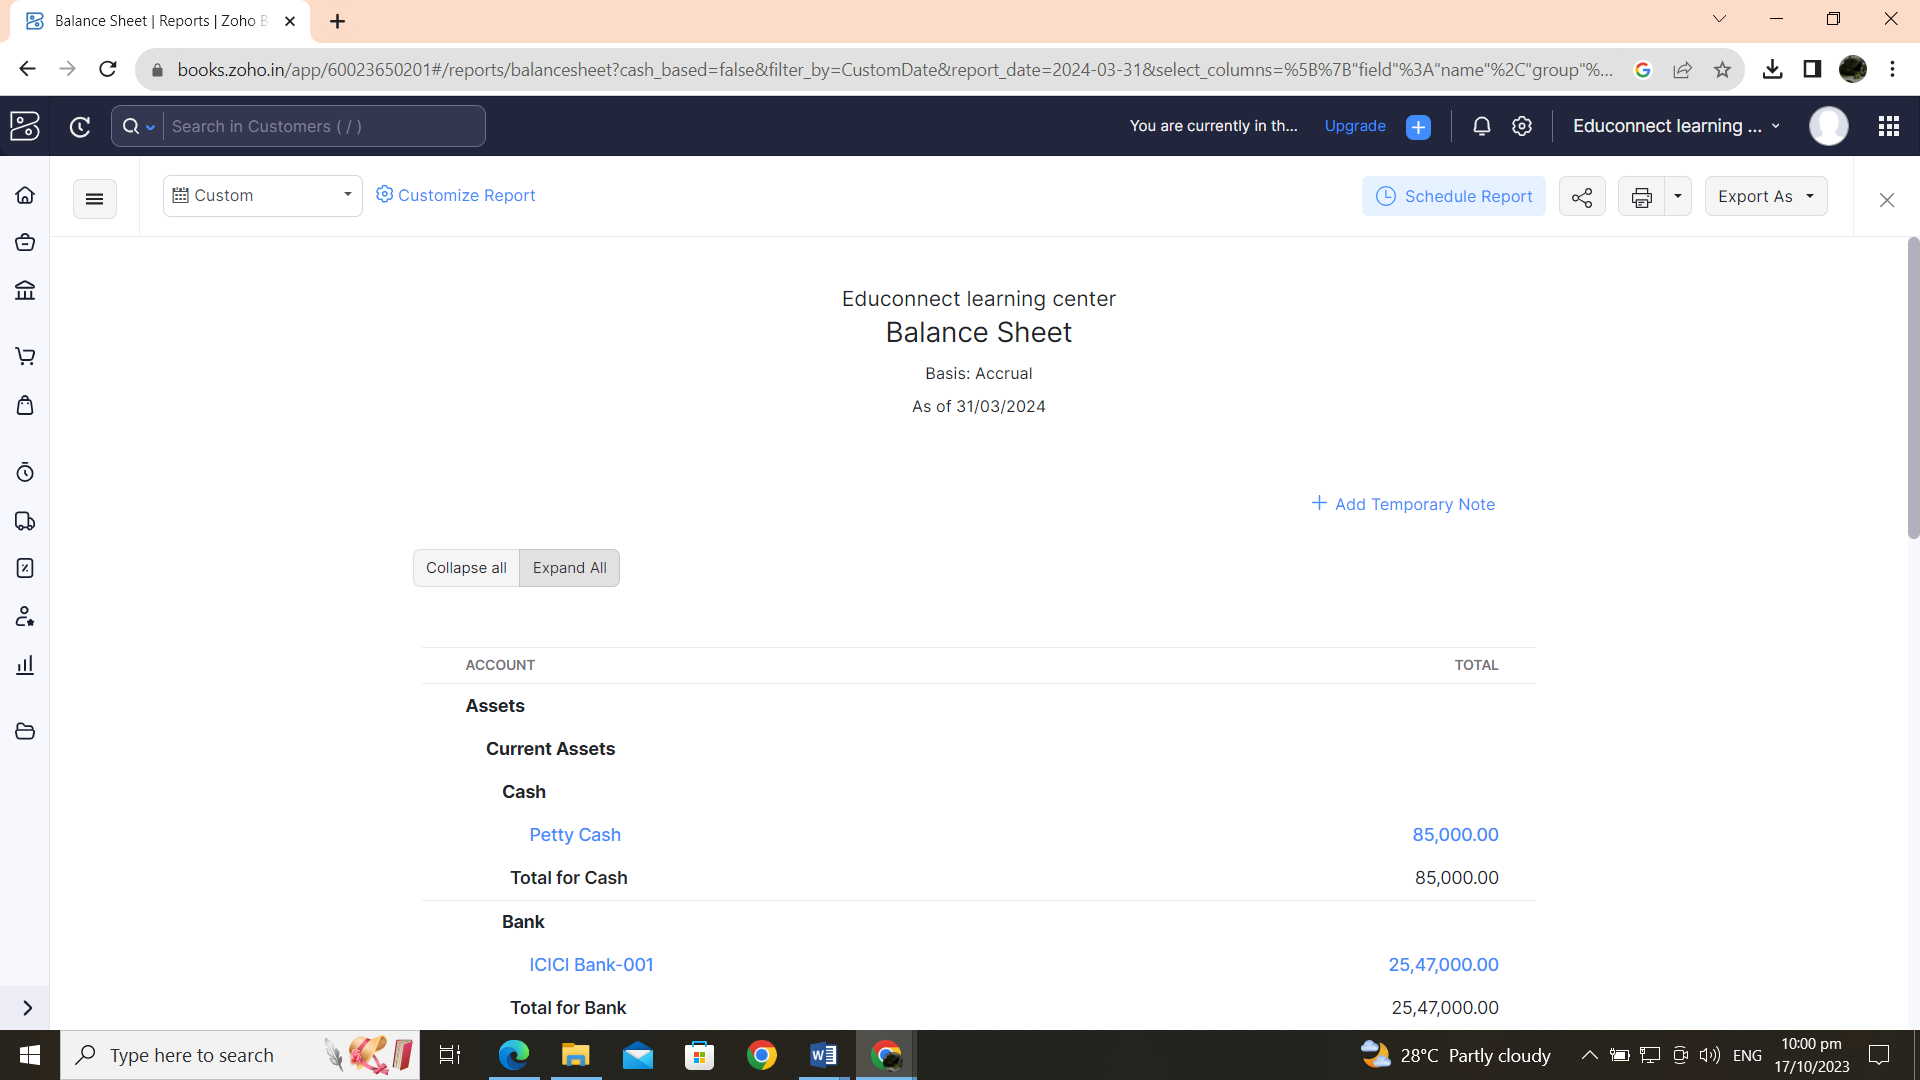 Balance Sheet | Reports | Zoho B
books.zoho.in/app/60023650201#/reports/balancesheet?cash_based=false&filter_by=CustomDate&report_date=2024-03-31&select_columns=%5B%7B"field"%3A"name"%2C"group"%...
Search in Customers ( / )
You are currently in th...
Upgrade
Educonnect learning ...
Custom
Customize Report
Schedule Report
Export As
Educonnect learning center
Balance Sheet
Basis: Accrual
As of 31/03/2024
Add Temporary Note
Collapse all
Expand All
ACCOUNT TOTAL
Assets
Current Assets
Cash
Petty Cash 85,000.00
Total for Cash 85,000.00
Bank
ICICI Bank-001 25,47,000.00
Total for Bank 25,47,000.00
Type here to search
28°C Partly cloudy
ENG
10:00 pm
17/10/2023